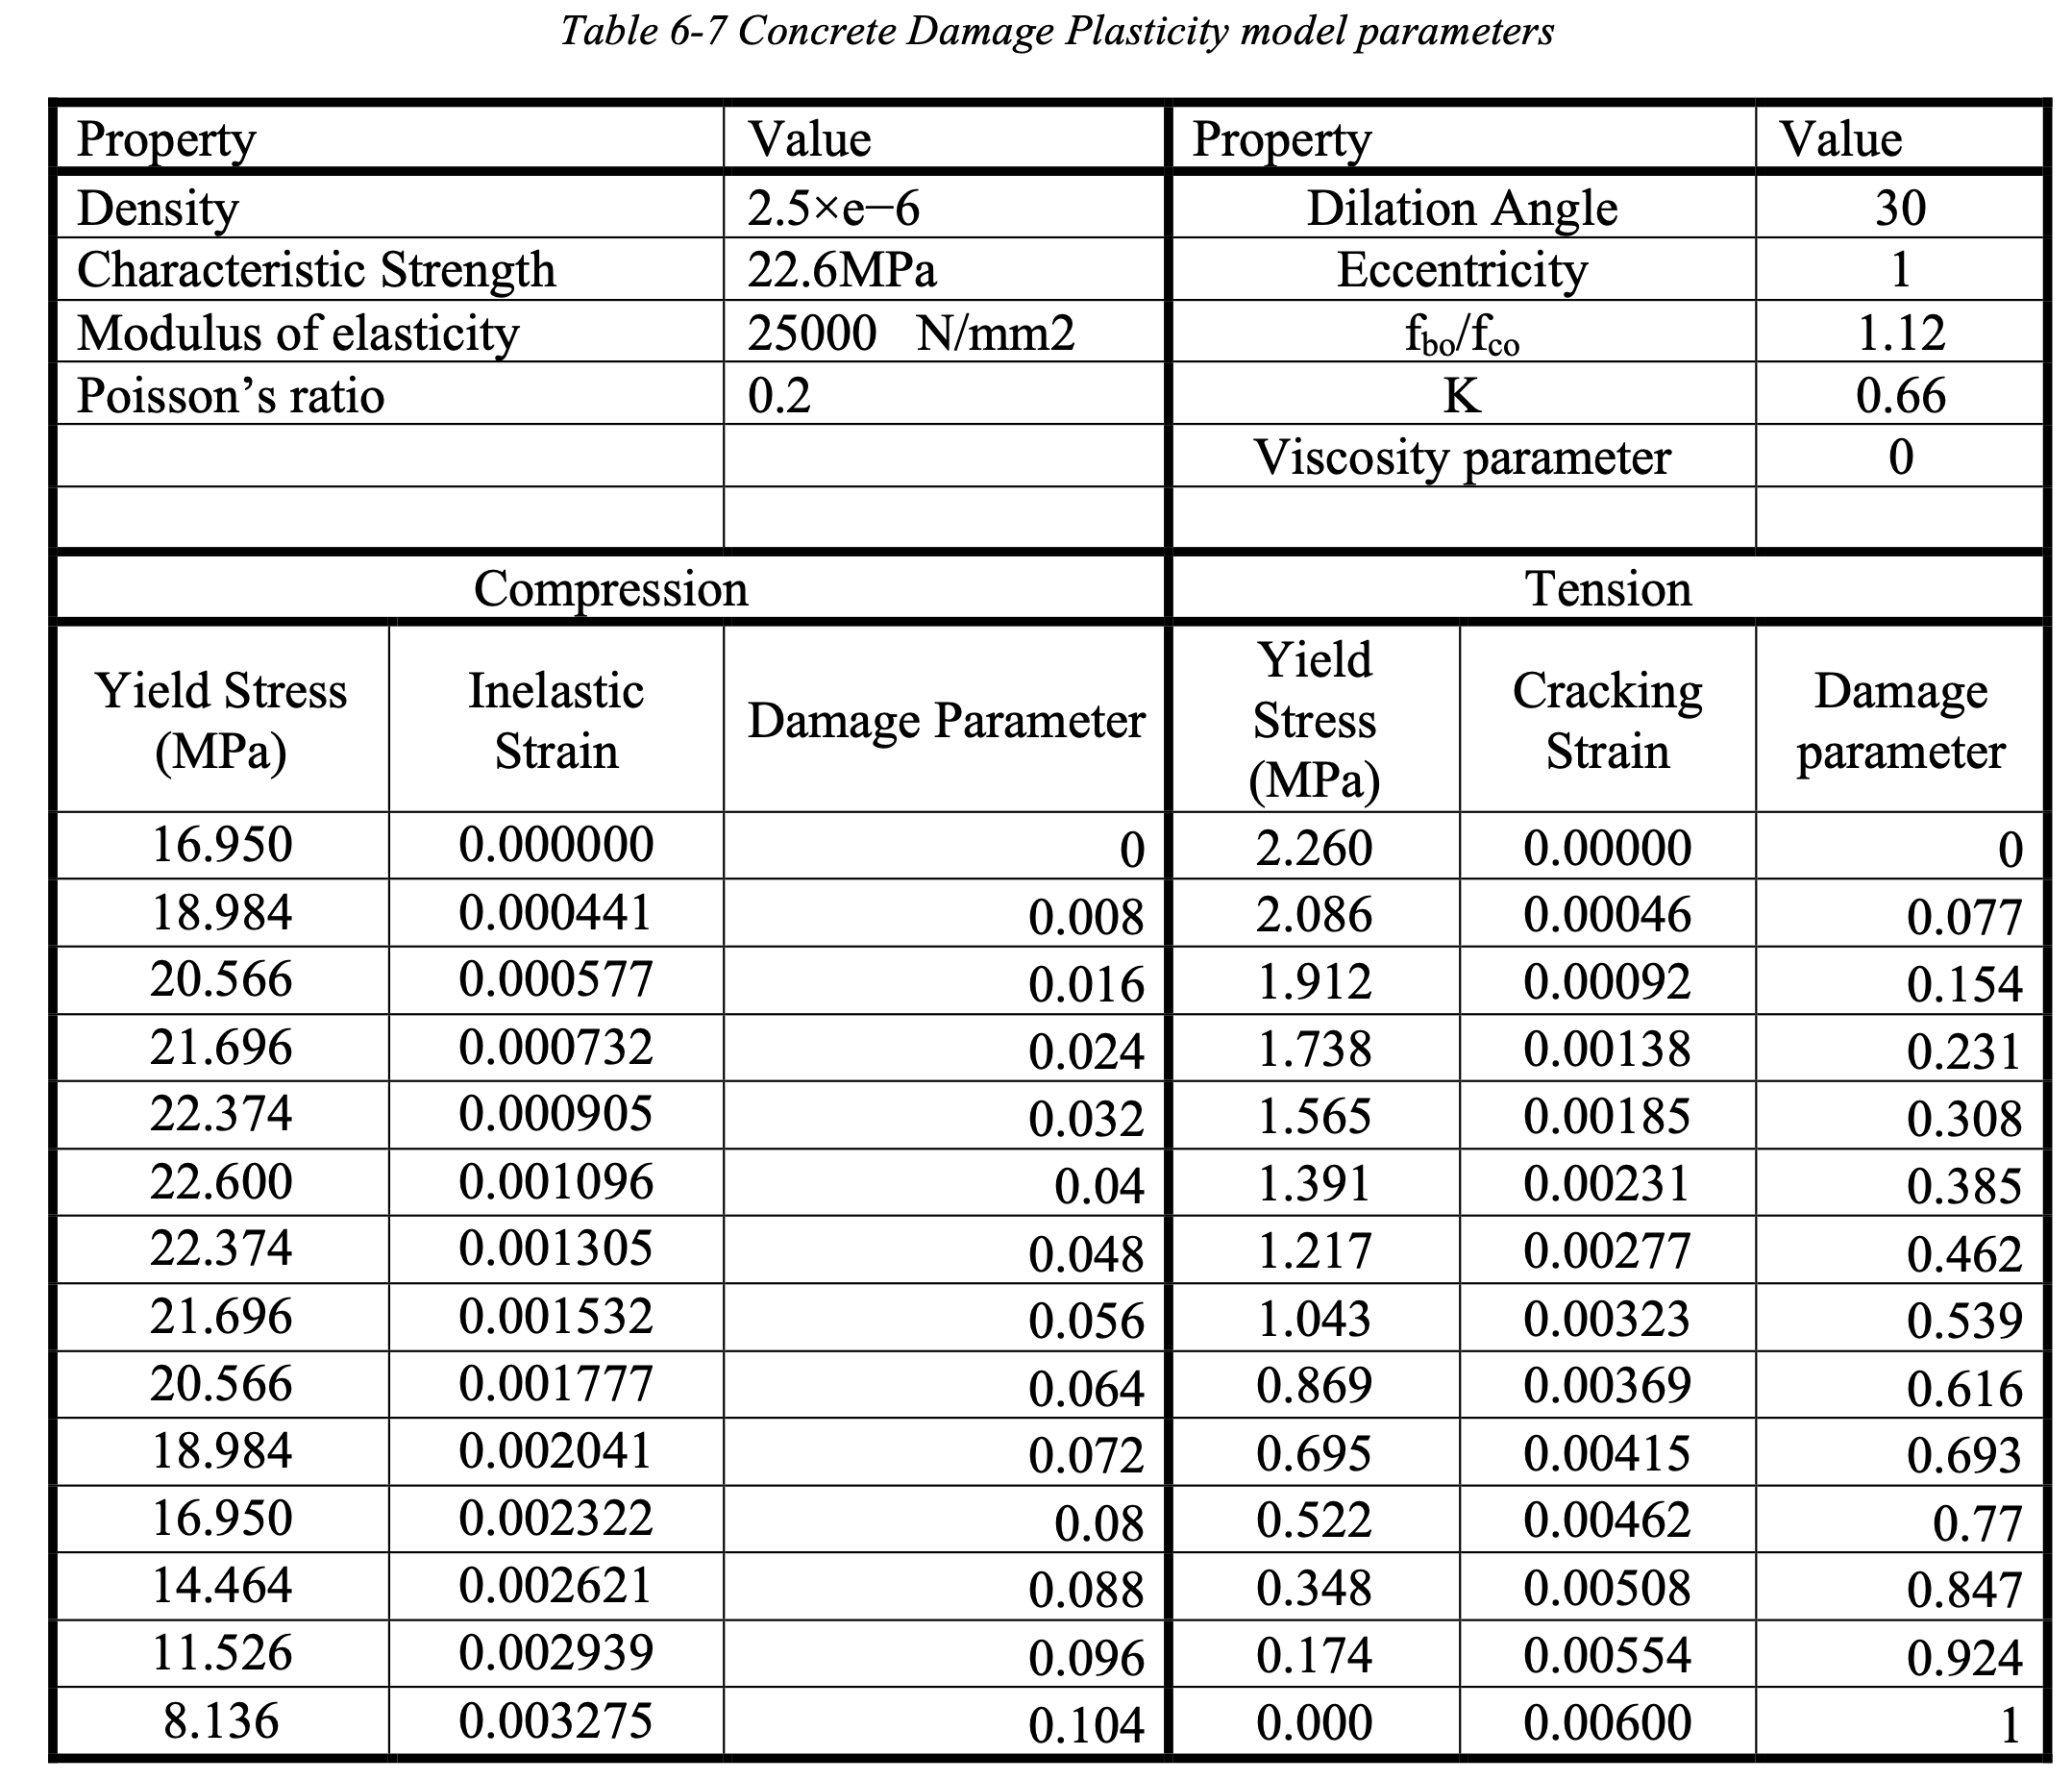 Table 6-7 Concrete Damage Plasticity model parameters
Property Value Property Value
Density 2.5×e−6 Dilation Angle 30
Characteristic Strength 22.6MPa Eccentricity 1
Modulus of elasticity 25000 N/mm2 fbo/fco 1.12
Poisson’s ratio 0.2 K 0.66
Viscosity parameter 0
Compression Tension
Yield Stress (MPa) Inelastic Strain Damage Parameter Yield Stress (MPa) Cracking Strain Damage parameter
16.950 0.000000 0 2.260 0.00000 0
18.984 0.000441 0.008 2.086 0.00046 0.077
20.566 0.000577 0.016 1.912 0.00092 0.154
21.696 0.000732 0.024 1.738 0.00138 0.231
22.374 0.000905 0.032 1.565 0.00185 0.308
22.600 0.001096 0.04 1.391 0.00231 0.385
22.374 0.001305 0.048 1.217 0.00277 0.462
21.696 0.001532 0.056 1.043 0.00323 0.539
20.566 0.001777 0.064 0.869 0.00369 0.616
18.984 0.002041 0.072 0.695 0.00415 0.693
16.950 0.002322 0.08 0.522 0.00462 0.77
14.464 0.002621 0.088 0.348 0.00508 0.847
11.526 0.002939 0.096 0.174 0.00554 0.924
8.136 0.003275 0.104 0.000 0.00600 1